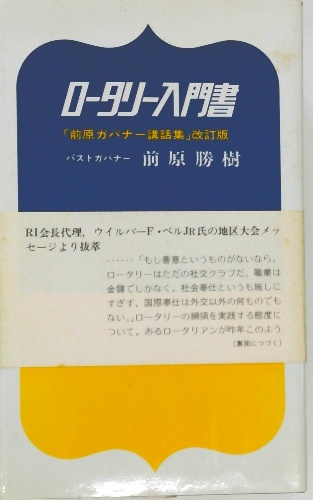 ロータリー入門書
「前原ガバナー講話集」改訂版
パストガバナー 前原勝樹
RI会長代理，ウイルバーF・ペルJR氏の地区大会メッ
セージより抜萃
……「もし善意というものがないなら、
ロータリーはただの社交クラブだ。職業は
金儲でしかなく、社会奉仕というも施しに
すぎず、国際奉仕は外交以外の何ものでも
ない。」ロータリーの綱領を実践する態度に
ついて、あるロータリアンが昨年このよう
(裏面につづく)